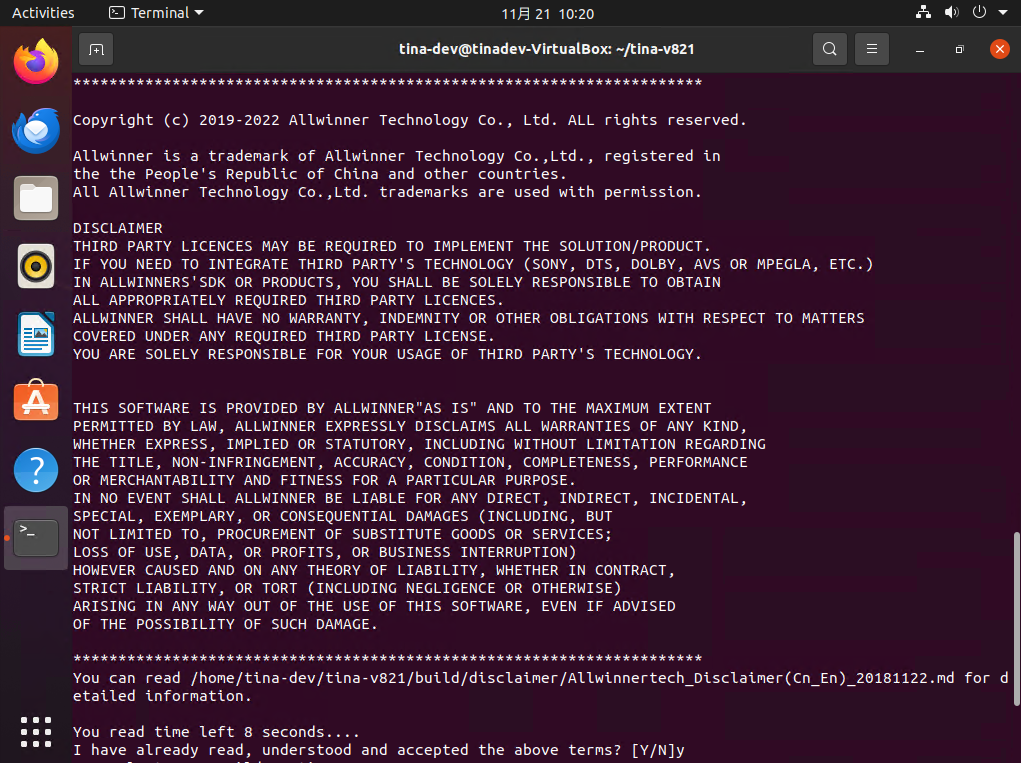 Activities Terminal 11月 21 10:20
tina-dev@tinadev-VirtualBox: ~/tina-v821
**********************************************************************
Copyright (c) 2019-2022 Allwinner Technology Co., Ltd. ALL rights reserved.
Allwinner is a trademark of Allwinner Technology Co.,Ltd., registered in
the the People's Republic of China and other countries.
All Allwinner Technology Co.,Ltd. trademarks are used with permission.
DISCLAIMER
THIRD PARTY LICENCES MAY BE REQUIRED TO IMPLEMENT THE SOLUTION/PRODUCT.
IF YOU NEED TO INTEGRATE THIRD PARTY'S TECHNOLOGY (SONY, DTS, DOLBY, AVS OR MPEGLA, ETC.)
IN ALLWINNERS'SDK OR PRODUCTS, YOU SHALL BE SOLELY RESPONSIBLE TO OBTAIN
ALL APPROPRIATELY REQUIRED THIRD PARTY LICENCES.
ALLWINNER SHALL HAVE NO WARRANTY, INDEMNITY OR OTHER OBLIGATIONS WITH RESPECT TO MATTERS
COVERED UNDER ANY REQUIRED THIRD PARTY LICENSE.
YOU ARE SOLELY RESPONSIBLE FOR YOUR USAGE OF THIRD PARTY'S TECHNOLOGY.
THIS SOFTWARE IS PROVIDED BY ALLWINNER"AS IS" AND TO THE MAXIMUM EXTENT
PERMITTED BY LAW, ALLWINNER EXPRESSLY DISCLAIMS ALL WARRANTIES OF ANY KIND,
WHETHER EXPRESS, IMPLIED OR STATUTORY, INCLUDING WITHOUT LIMITATION REGARDING
THE TITLE, NON-INFRINGEMENT, ACCURACY, CONDITION, COMPLETENESS, PERFORMANCE
OR MERCHANTABILITY AND FITNESS FOR A PARTICULAR PURPOSE.
IN NO EVENT SHALL ALLWINNER BE LIABLE FOR ANY DIRECT, INDIRECT, INCIDENTAL,
SPECIAL, EXEMPLARY, OR CONSEQUENTIAL DAMAGES (INCLUDING, BUT
NOT LIMITED TO, PROCUREMENT OF SUBSTITUTE GOODS OR SERVICES;
LOSS OF USE, DATA, OR PROFITS, OR BUSINESS INTERRUPTION)
HOWEVER CAUSED AND ON ANY THEORY OF LIABILITY, WHETHER IN CONTRACT,
STRICT LIABILITY, OR TORT (INCLUDING NEGLIGENCE OR OTHERWISE)
ARISING IN ANY WAY OUT OF THE USE OF THIS SOFTWARE, EVEN IF ADVISED
OF THE POSSIBILITY OF SUCH DAMAGE.
**********************************************************************
You can read /home/tina-dev/tina-v821/build/disclaimer/Allwinnertech_Disclaimer(Cn_En)_20181122.md for d
etailed information.
You read time left 8 seconds....
I have already read, understood and accepted the above terms? [Y/N]y